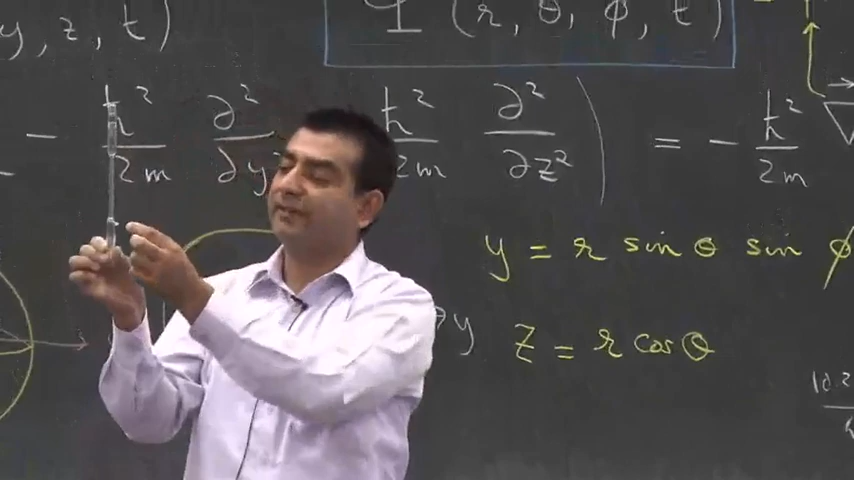 y, z, t)
Ψ (r, θ, φ, t)
- ħ²/2m ∂²/∂y² - ħ²/2m ∂²/∂z² ) = - ħ²/2m ∇
y = r sin θ sin φ
z = r cos θ